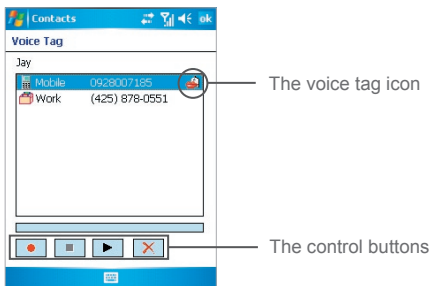 Contacts ok
Voice Tag
Jay
Mobile 0928007185
Work (425) 878-0551
The voice tag icon
The control buttons